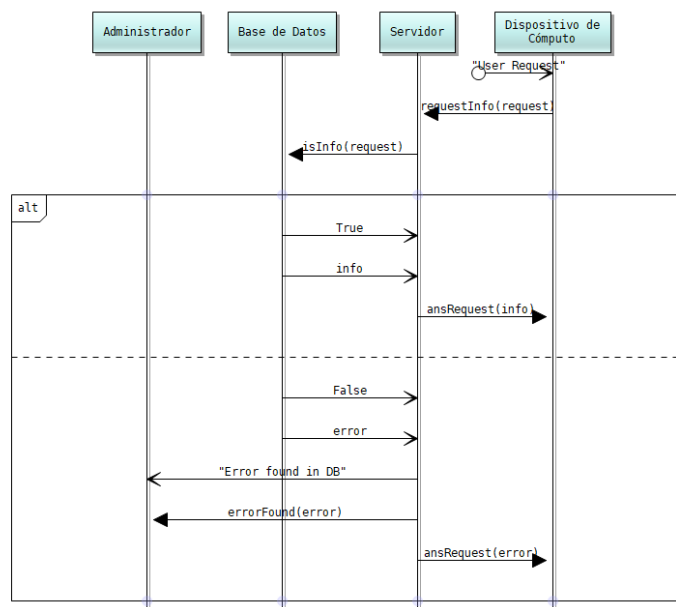 Administrador
Base de Datos
Servidor
Dispositivo de
Cómputo
"User Request"
requestInfo(request)
isInfo(request)
alt
True
info
ansRequest(info)
False
error
"Error found in DB"
errorFound(error)
ansRequest(error)